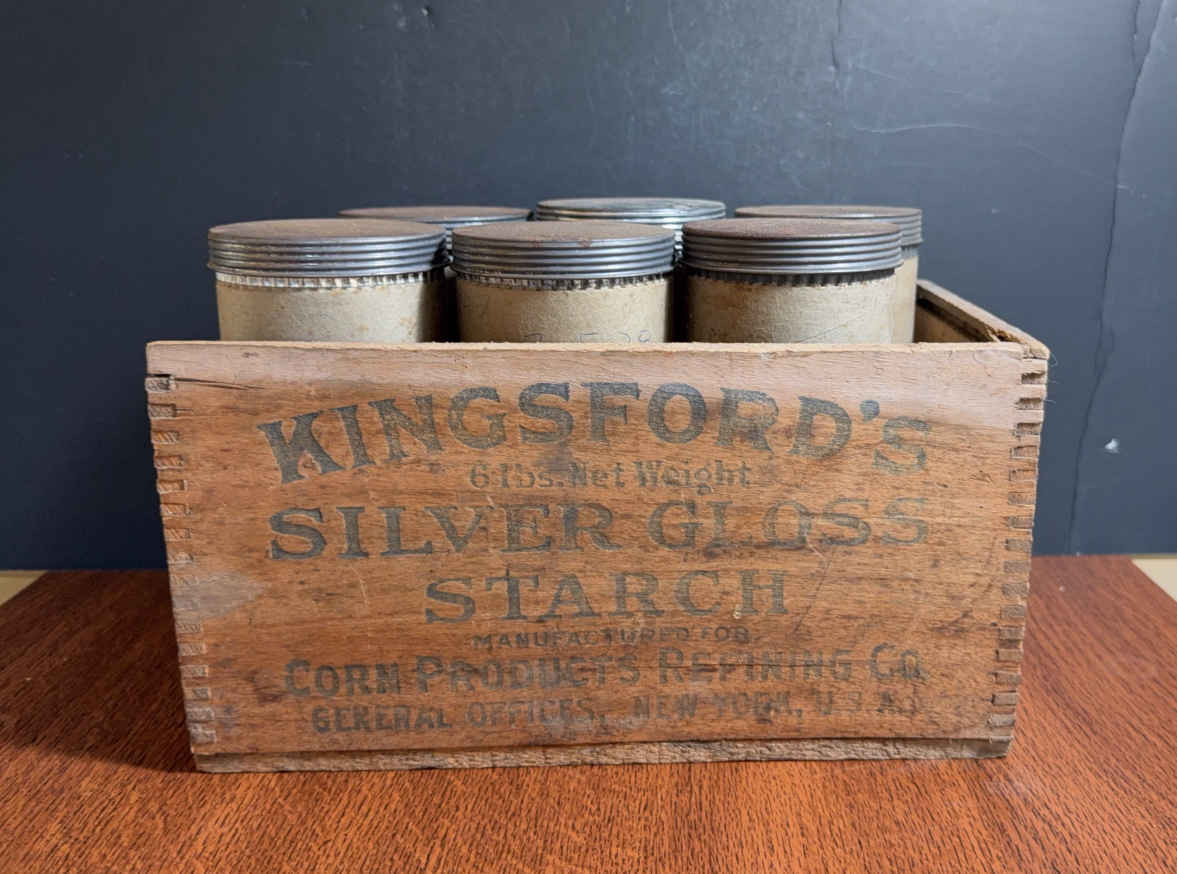 KINGSFORD'S
6 lbs. Net Weight
SILVER GLOSS
STARCH
MANUFACTURED FOR
CORN PRODUCTS REFINING CO.
GENERAL OFFICES, NEW YORK, U.S.A.